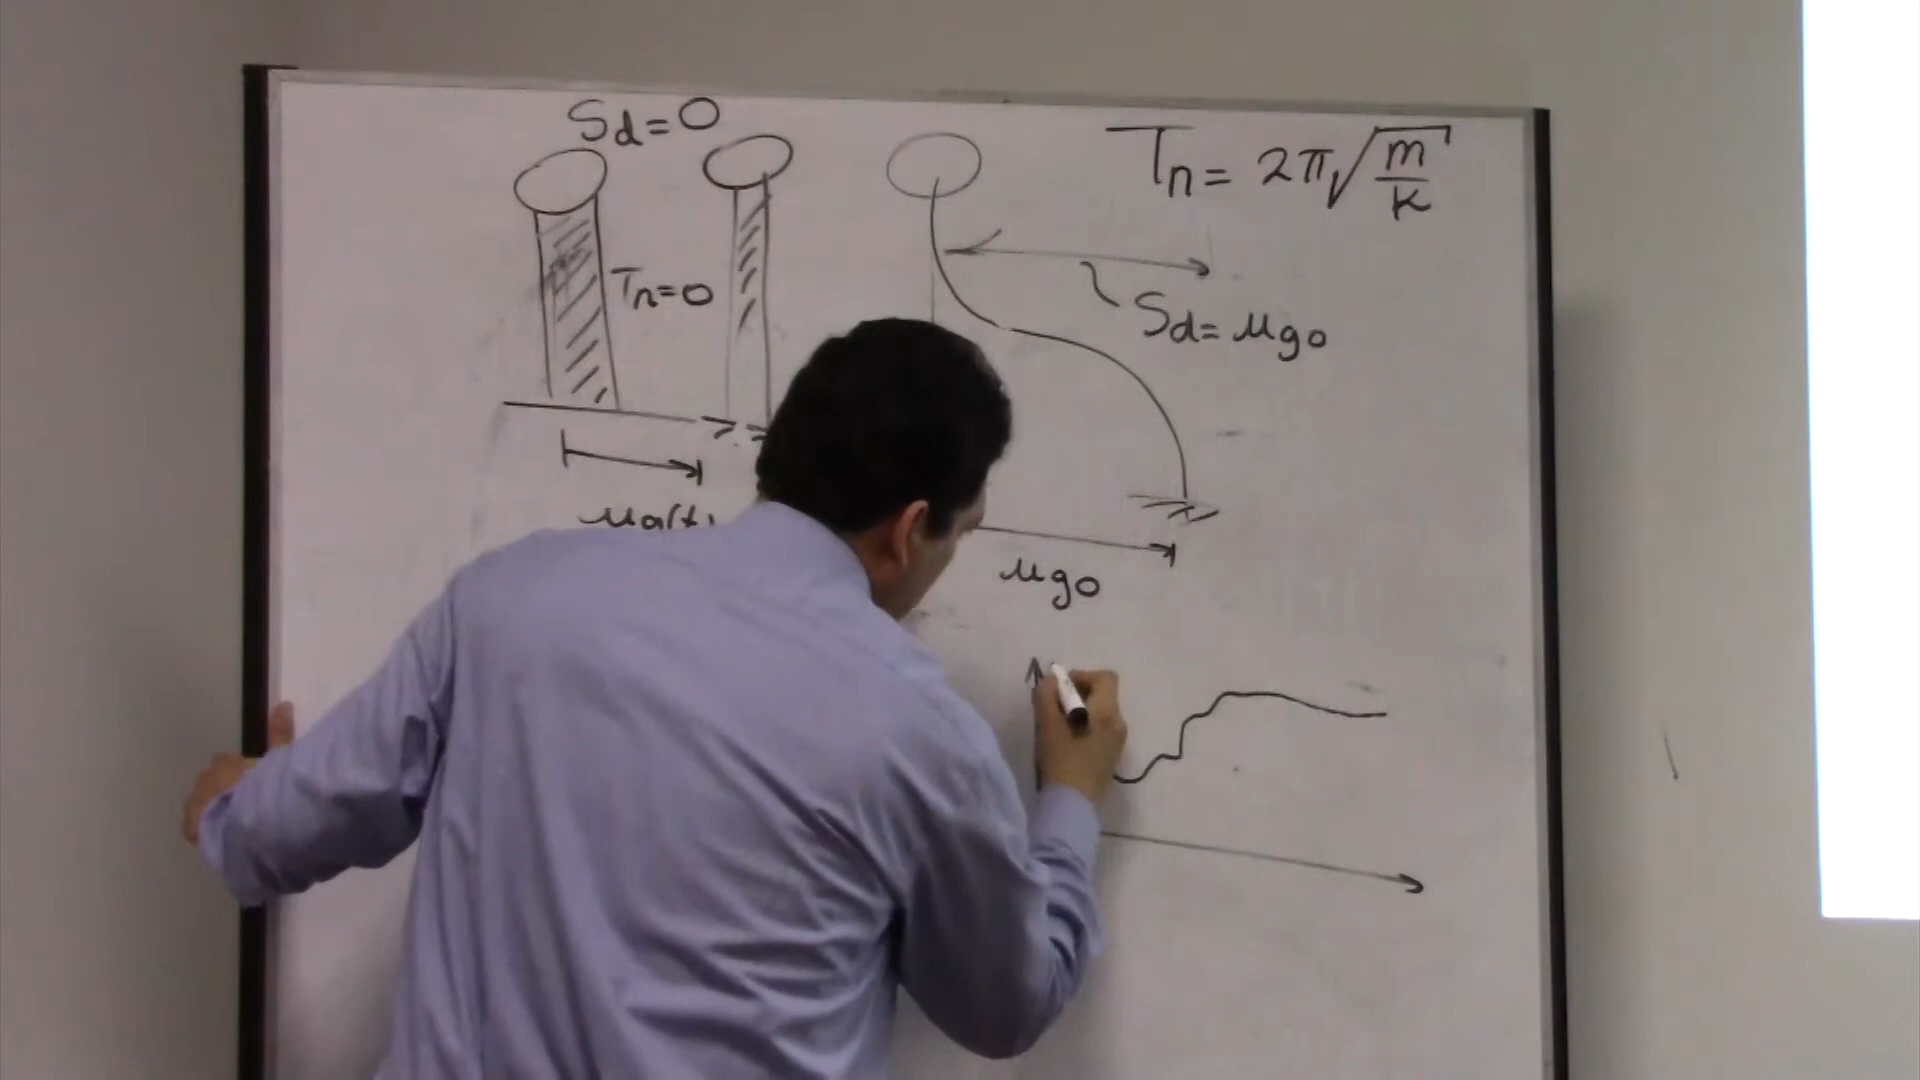 Sd=0
Tn= 2π√m/k
Tn=0
Sd= ugo
ugo